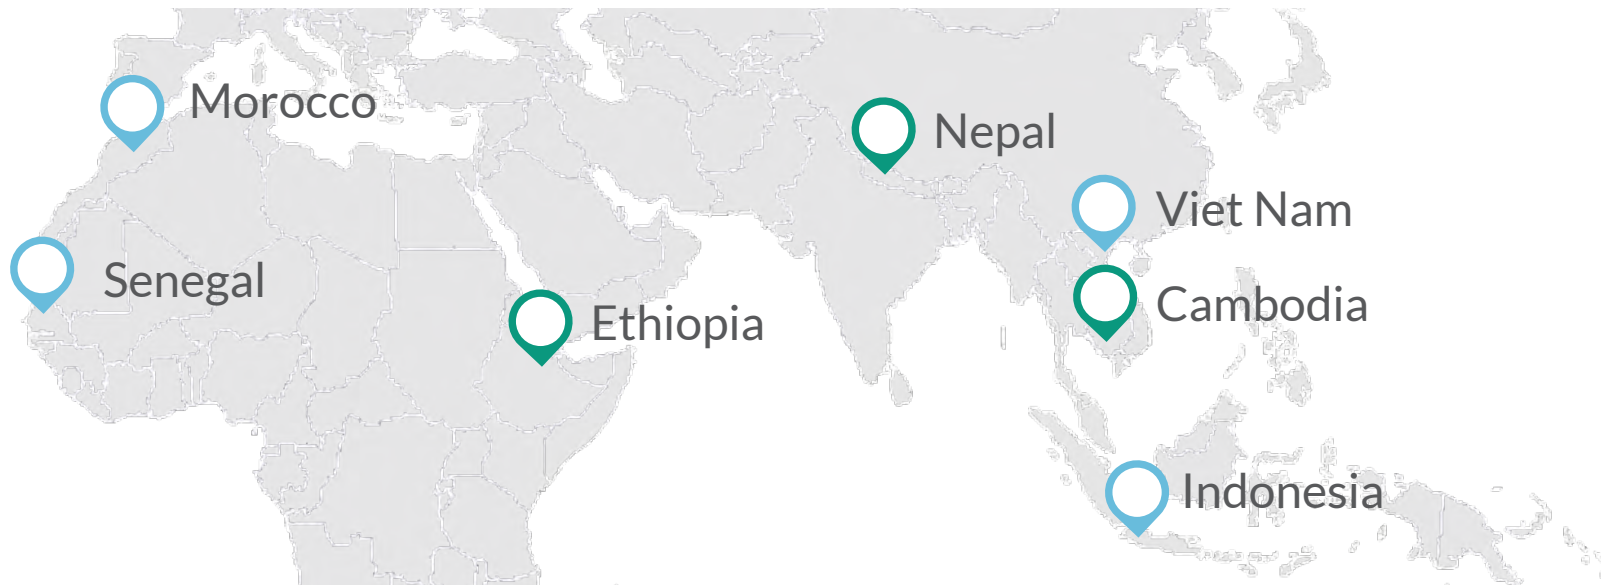 Morocco
Nepal
Viet Nam
Senegal
Cambodia
Ethiopia
Indonesia